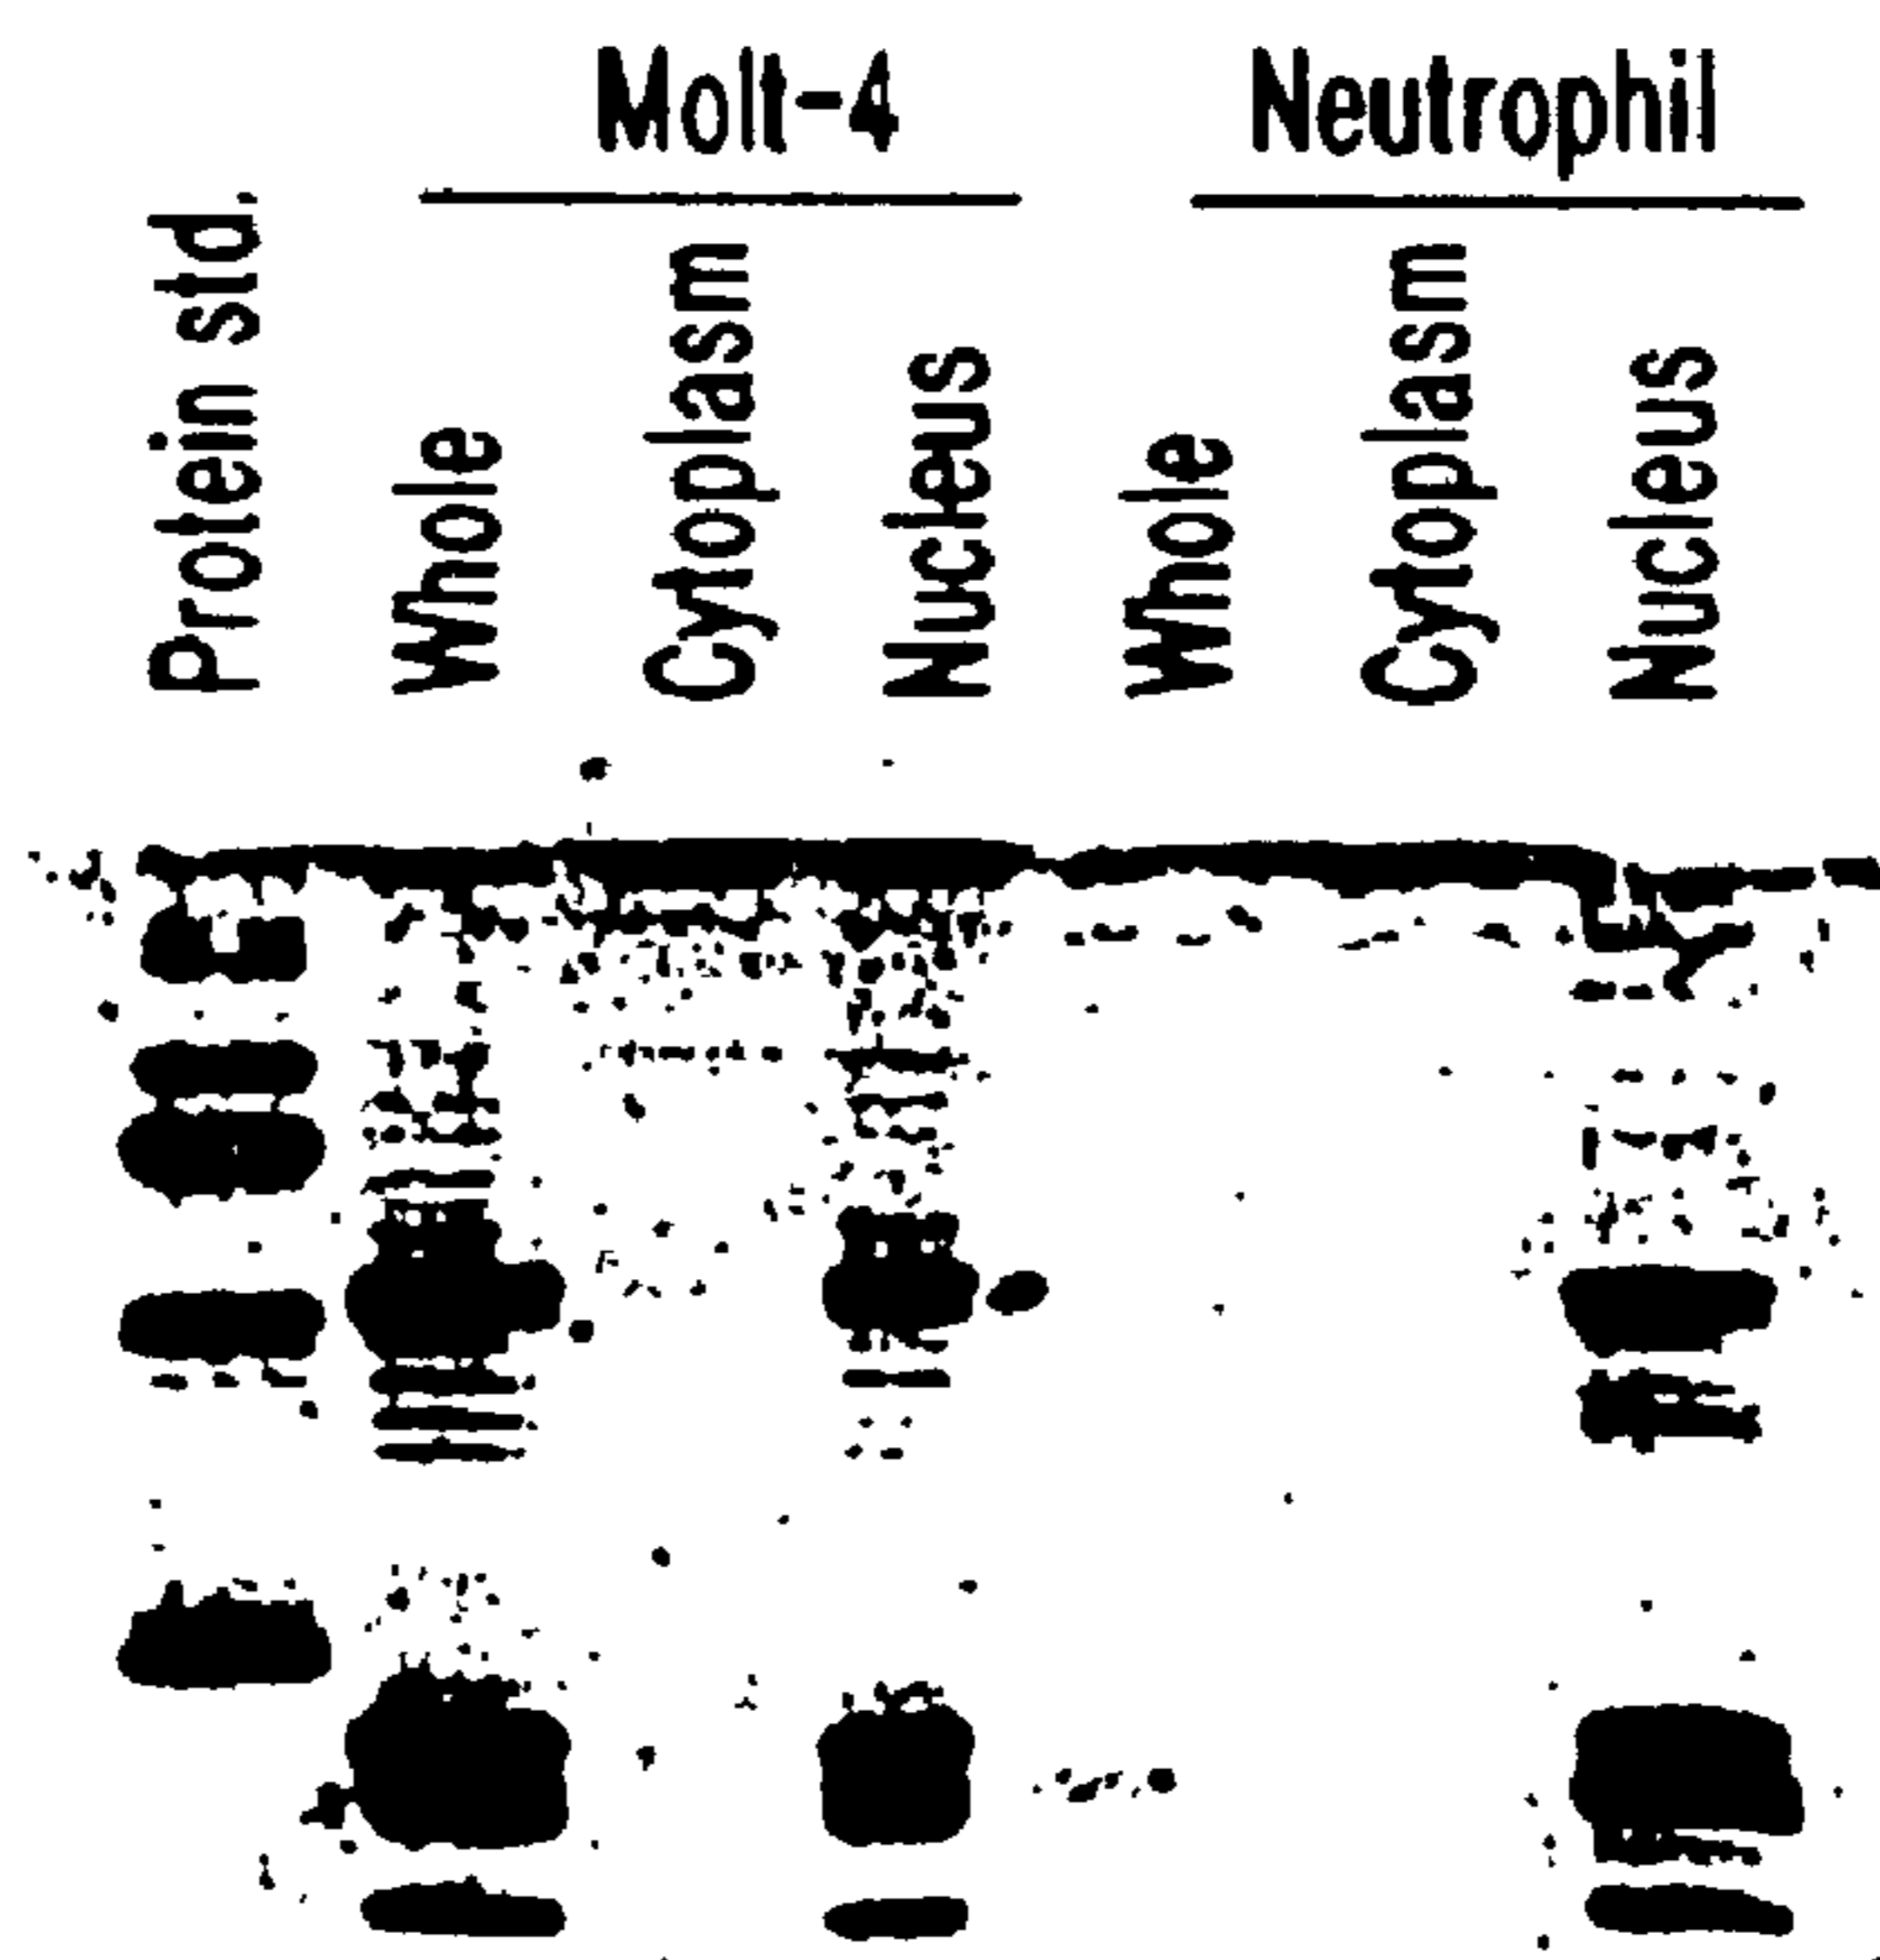 Molt-4
Neutrophil
Protein std.
Whole
Cytoplasm
Nucleus
Whole
Cytoplasm
Nucleus